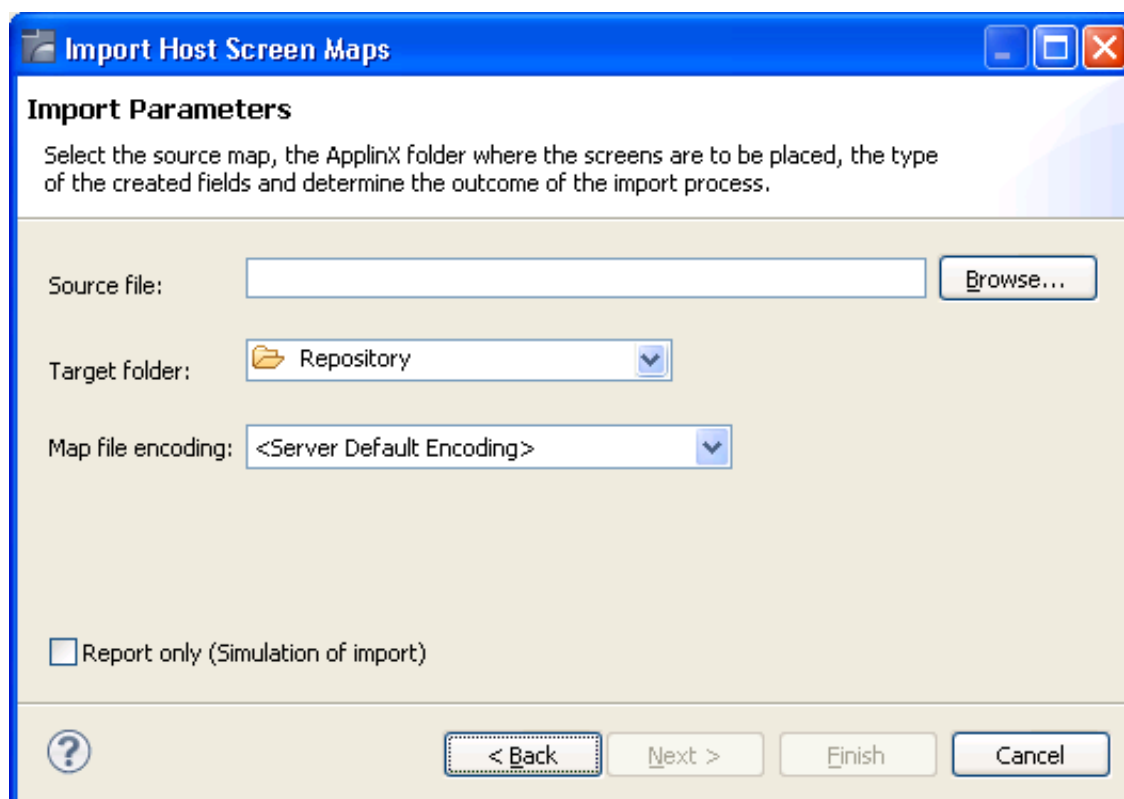 Import Host Screen Maps
Import Parameters
Select the source map, the ApplinX folder where the screens are to be placed, the type
of the created fields and determine the outcome of the import process.
Source file:
Browse...
Target folder:
Repository
Map file encoding:
<Server Default Encoding>
Report only (Simulation of import)
?
< Back
Next >
Finish
Cancel